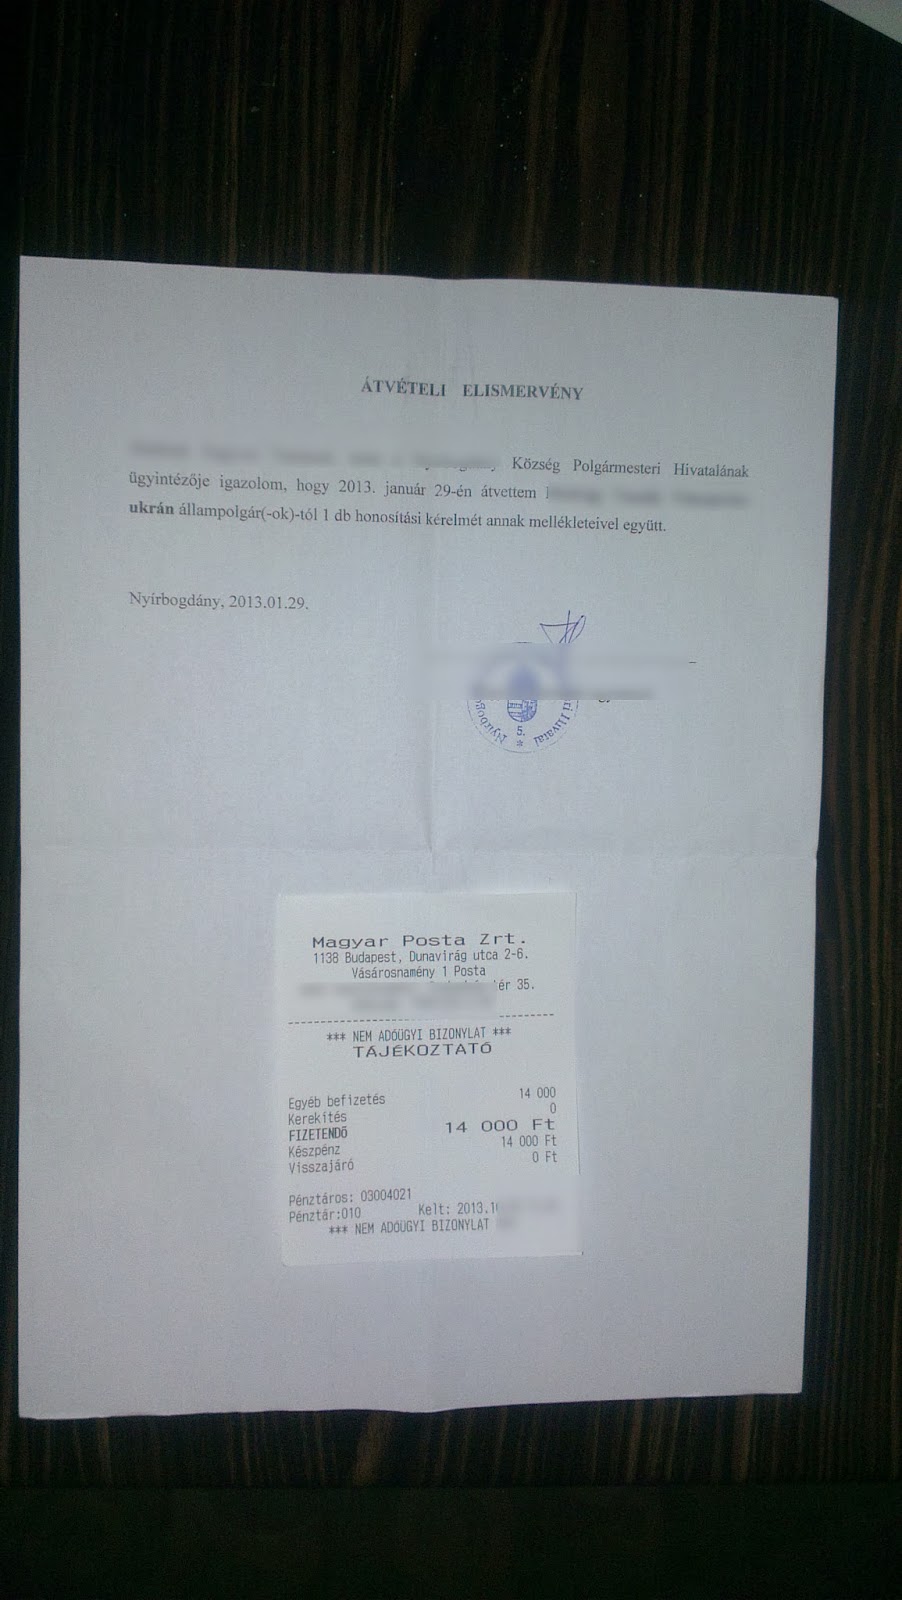 ÁTVÉTELI ELISMERVÉNY
Község Polgármesteri Hivatalának
ügyintézője igazolom, hogy 2013. január 29-én átvettem
ukrán állampolgár(-ok)-tól 1 db honosítási kérelmét annak mellékleteivel együtt.
Nyírbogdány, 2013.01.29.
5.
Magyar Posta Zrt.
1138 Budapest, Dunavirág utca 2-6.
Vásárosnamény 1 Posta
35.
*** NEM ADÓÜGYI BIZONYLAT ***
TÁJÉKOZTATÓ
Egyéb befizetés 14 000
Kerekítés 0
FIZETENDŐ 14 000 Ft
Készpénz 14 000 Ft
Visszajáró 0 Ft
Pénztáros: 03004021
Pénztár:010 Kelt: 2013.
*** NEM ADÓÜGYI BIZONYLAT